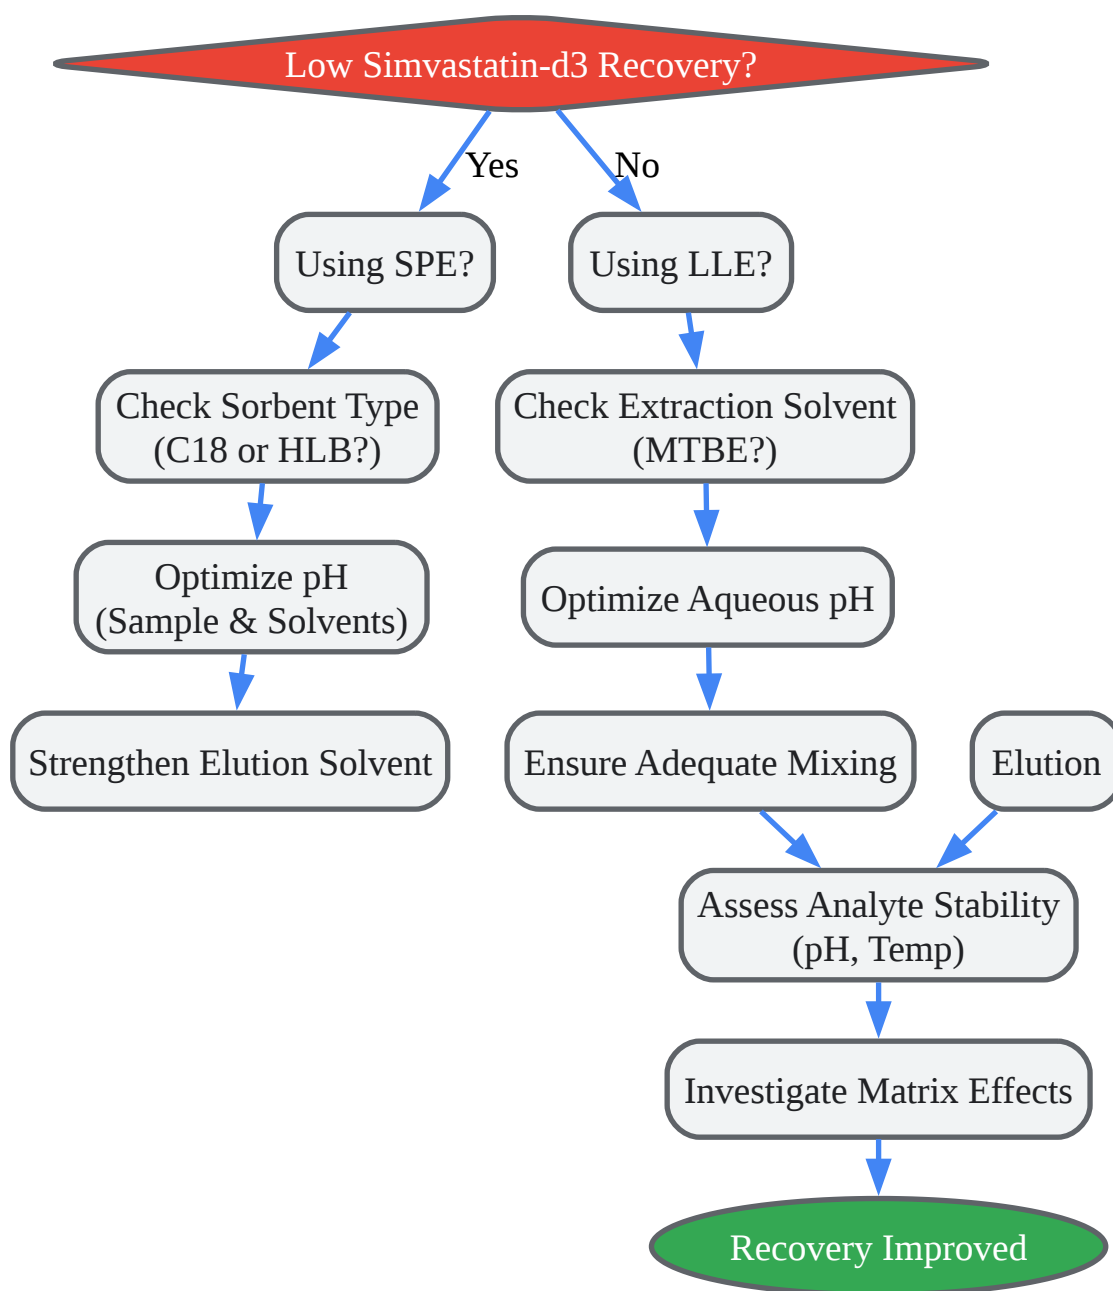 Low Simvastatin-d3 Recovery?
Yes
No
Using SPE?
Using LLE?
Check Sorbent Type
(C18 or HLB?)
Check Extraction Solvent
(MTBE?)
Optimize pH
(Sample & Solvents)
Optimize Aqueous pH
Strengthen Elution Solvent
Ensure Adequate Mixing
Elution
Assess Analyte Stability
(pH, Temp)
Investigate Matrix Effects
Recovery Improved